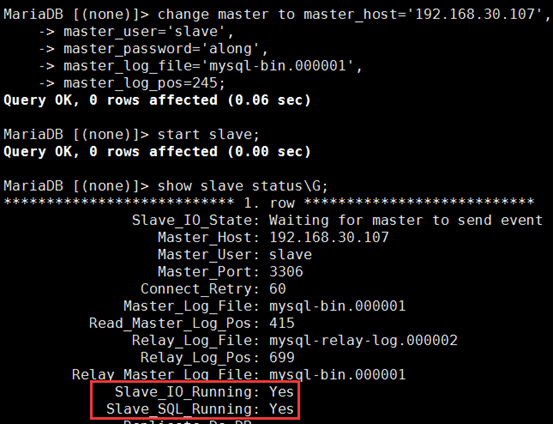 MariaDB [(none)]> change master to master_host='192.168.30.107',
    -> master_user='slave',
    -> master_password='along',
    -> master_log_file='mysql-bin.000001',
    -> master_log_pos=245;
Query OK, 0 rows affected (0.06 sec)
MariaDB [(none)]> start slave;
Query OK, 0 rows affected (0.00 sec)
MariaDB [(none)]> show slave status\G;
*************************** 1. row ***************************
Slave_IO_State: Waiting for master to send event
Master_Host: 192.168.30.107
Master_User: slave
Master_Port: 3306
Connect_Retry: 60
Master_Log_File: mysql-bin.000001
Read_Master_Log_Pos: 415
Relay_Log_File: mysql-relay-log.000002
Relay_Log_Pos: 699
Relay_Master_Log_File: mysql-bin.000001
Slave_IO_Running: Yes
Slave_SQL_Running: Yes